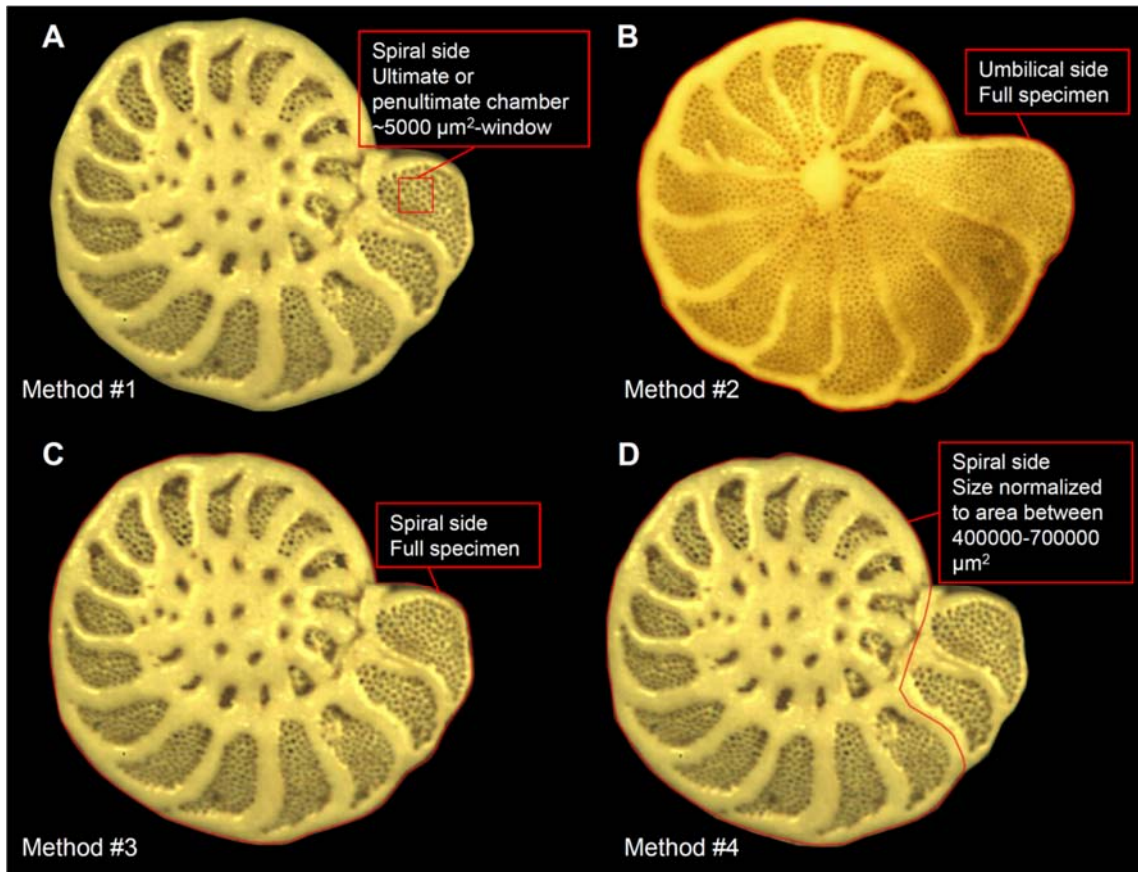 A
Spiral side
Ultimate or
penultimate chamber
~5000 µm²-window
Method #1
B
Umbilical side
Full specimen
Method #2
C
Spiral side
Full specimen
Method #3
D
Spiral side
Size normalized
to area between
400000-700000
µm²
Method #4